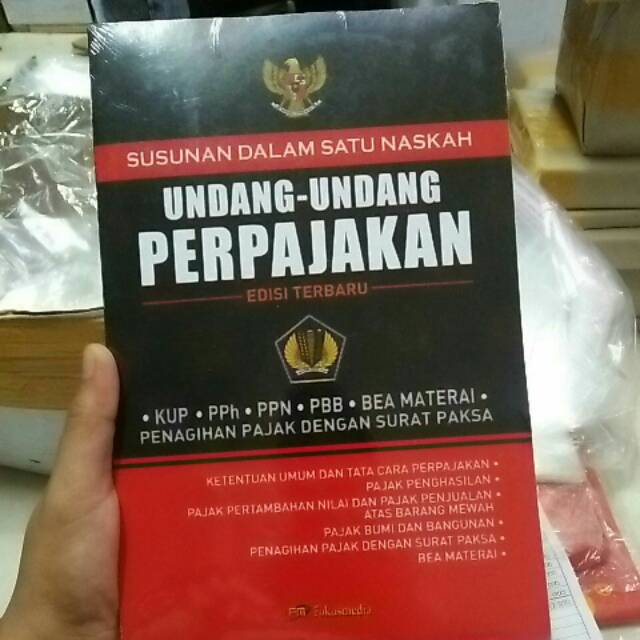 SUSUNAN DALAM SATU NASKAH
UNDANG-UNDANG
PERPAJAKAN
EDISI TERBARU
• KUP • PPh • PPN • PBB • BEA MATERAI •
PENAGIHAN PAJAK DENGAN SURAT PAKSA
KETENTUAN UMUM DAN TATA CARA PERPAJAKAN •
PAJAK PENGHASILAN •
PAJAK PERTAMBAHAN NILAI DAN PAJAK PENJUALAN •
ATAS BARANG MEWAH
PAJAK BUMI DAN BANGUNAN •
PENAGIHAN PAJAK DENGAN SURAT PAKSA •
BEA MATERAI •
Fokusmedia